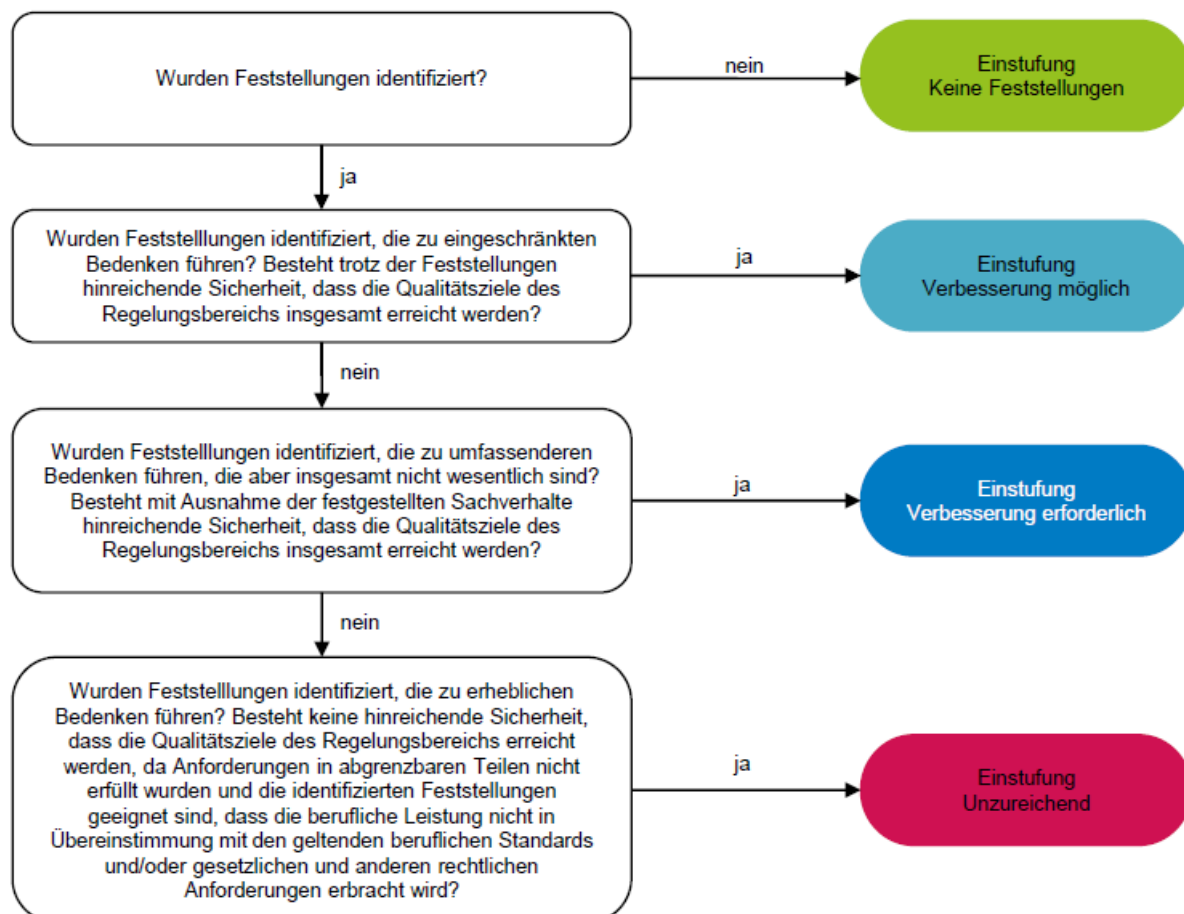 Wurden Feststellungen identifiziert?
nein
Einstufung
Keine Feststellungen
ja
Wurden Feststelllungen identifiziert, die zu eingeschränkten
Bedenken führen? Besteht trotz der Feststellungen
hinreichende Sicherheit, dass die Qualitätsziele des
Regelungsbereichs insgesamt erreicht werden?
ja
Einstufung
Verbesserung möglich
nein
Wurden Feststelllungen identifiziert, die zu umfassenderen
Bedenken führen, die aber insgesamt nicht wesentlich sind?
Besteht mit Ausnahme der festgestellten Sachverhalte
hinreichende Sicherheit, dass die Qualitätsziele des
Regelungsbereichs insgesamt erreicht werden?
ja
Einstufung
Verbesserung erforderlich
nein
Wurden Feststelllungen identifiziert, die zu erheblichen
Bedenken führen? Besteht keine hinreichende Sicherheit,
dass die Qualitätsziele des Regelungsbereichs erreicht
werden, da Anforderungen in abgrenzbaren Teilen nicht
erfüllt wurden und die identifizierten Feststellungen
geeignet sind, dass die berufliche Leistung nicht in
Übereinstimmung mit den geltenden beruflichen Standards
und/oder gesetzlichen und anderen rechtlichen
Anforderungen erbracht wird?
ja
Einstufung
Unzureichend